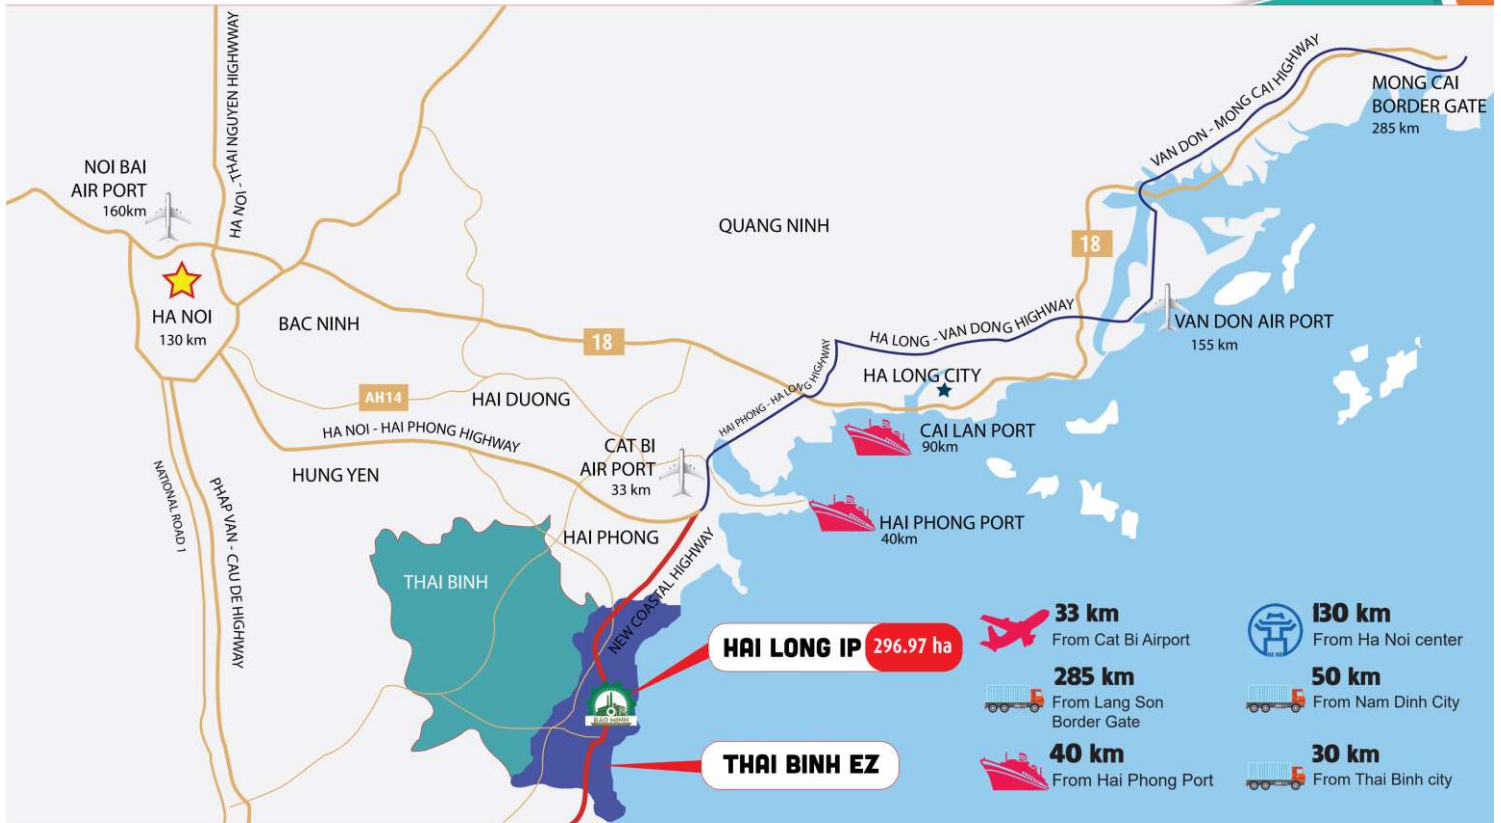 HA NOI - THAI NGUYEN HIGHWWAY
NOI BAI
AIR PORT
160km
HA NOI
130 km
BAC NINH
QUANG NINH
18
18
VAN DON - MONG CAI HIGHWAY
MONG CAI
BORDER GATE
285 km
VAN DON AIR PORT
155 km
HA LONG - VAN DONG HIGHWAY
HAI PHONG - HA LONG HIGHWAY
HA LONG CITY
CAI LAN PORT
90km
AH14
HAI DUONG
HA NOI - HAI PHONG HIGHWAY
HUNG YEN
CAT BI
AIR PORT
33 km
HAI PHONG PORT
40km
HAI PHONG
NATIONAL ROAD 1
PHAP VAN - CAU DE HIGHWAY
THAI BINH
NEW COASTAL HIGHWAY
HAI LONG IP
296.97 ha
BAO MINH
THAI BINH EZ
33 km
From Cat Bi Airport
285 km
From Lang Son
Border Gate
40 km
From Hai Phong Port
HA NOI
130 km
From Ha Noi center
50 km
From Nam Dinh City
30 km
From Thai Binh city